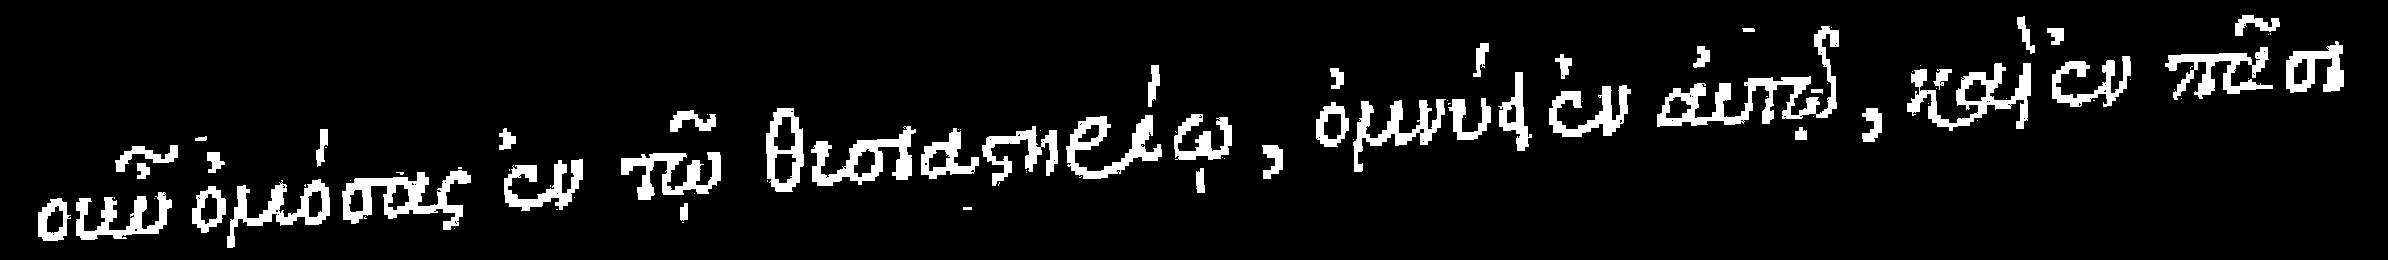 οὖν ὀμόσας ἐν τῷ θυσιαστηρίῳ, ὀμνύει ἐν αὐτῷ, καὶ ἐν πᾶσι